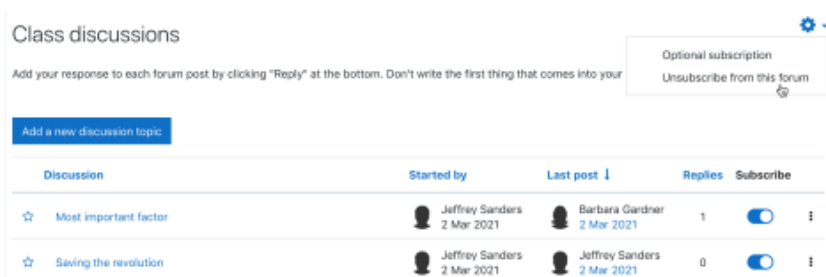 Class discussions
Optional subscription
Add your response to each forum post by clicking "Reply" at the bottom. Don't write the first thing that comes into your
Unsubscribe from this forum
Add a new discussion topic
Discussion Started by Last post ↓ Replies Subscribe
Most important factor Jeffrey Sanders 2 Mar 2021 Barbara Gardner 2 Mar 2021 1
Saving the revolution Jeffrey Sanders 2 Mar 2021 Jeffrey Sanders 2 Mar 2021 0